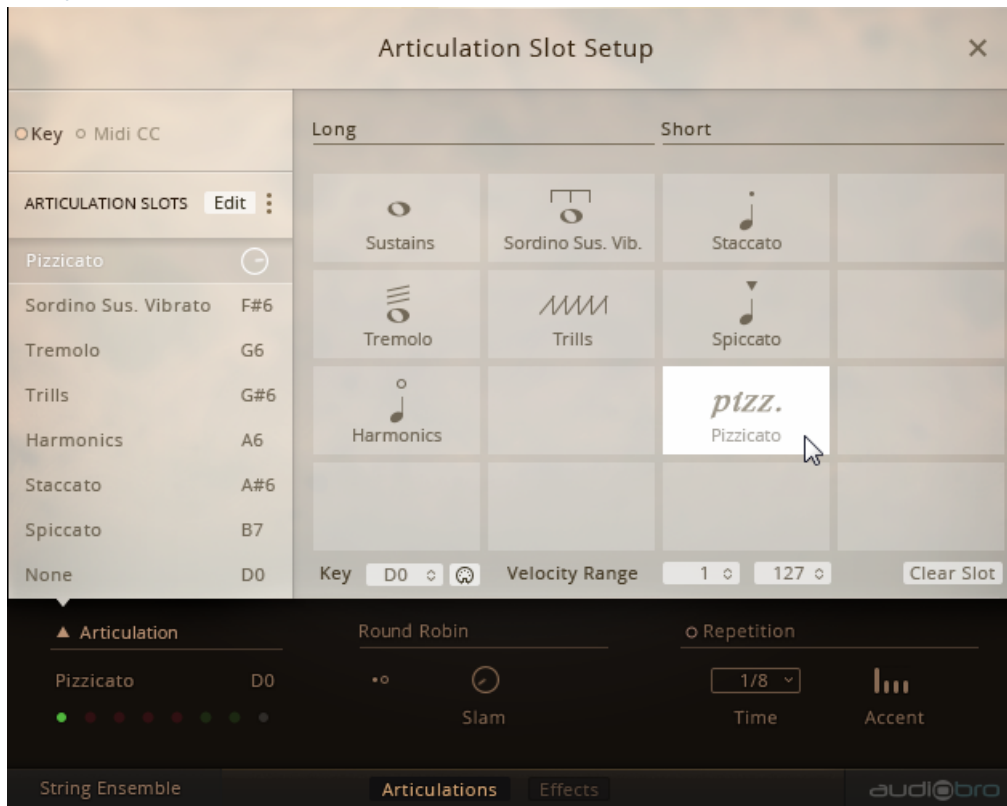 Articulation Slot Setup
Key Midi CC
ARTICULATION SLOTS Edit
Pizzicato
Sordino Sus. Vibrato F#6
Tremolo G6
Trills G#6
Harmonics A6
Staccato A#6
Spiccato B7
None D0
Long Short
Sustains Sordino Sus. Vib. Staccato
Tremolo Trills Spiccato
pizz.
Harmonics Pizzicato
Key D0 Velocity Range 1 127 Clear Slot
Articulation Round Robin Repetition
Pizzicato D0 1/8
Slam Time Accent
String Ensemble Articulations Effects audiobro